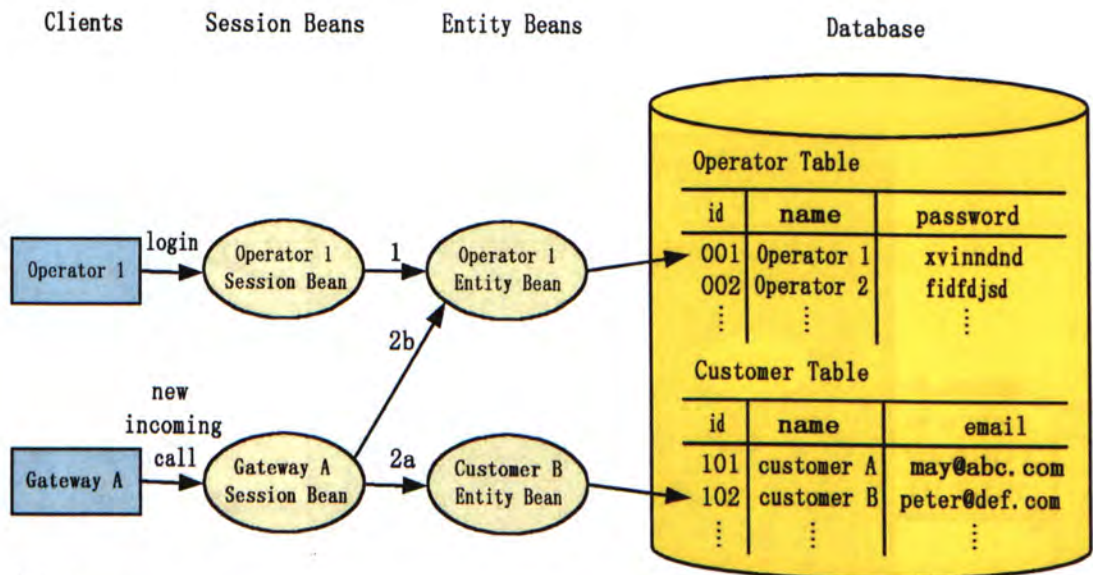 Clients Session Beans Entity Beans Database
Operator Table
id name password
login
Operator 1
Operator 1
Session Bean
1
Operator 1
Entity Bean
001 Operator 1 xvinndnd
002 Operator 2 fidfdjsd
2b
Customer Table
new
incoming
call
id name email
Gateway A
Gateway A
Session Bean
2a
Customer B
Entity Bean
101 customer A may@abc.com
102 customer B peter@def.com